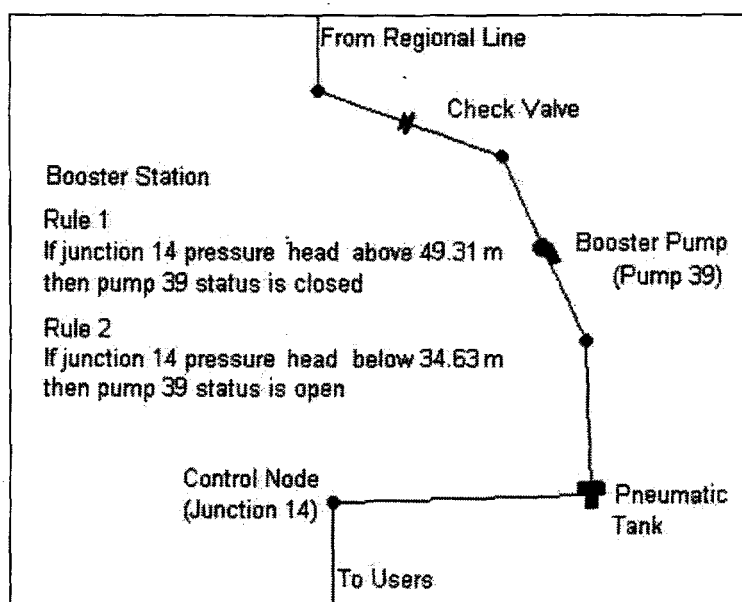 From Regional Line
Check Valve
Booster Station
Rule 1
If junction 14 pressure head above 49.31 m
then pump 39 status is closed
Booster Pump
(Pump 39)
Rule 2
If junction 14 pressure head below 34.63 m
then pump 39 status is open
Control Node
(Junction 14)
Pneumatic
Tank
To Users